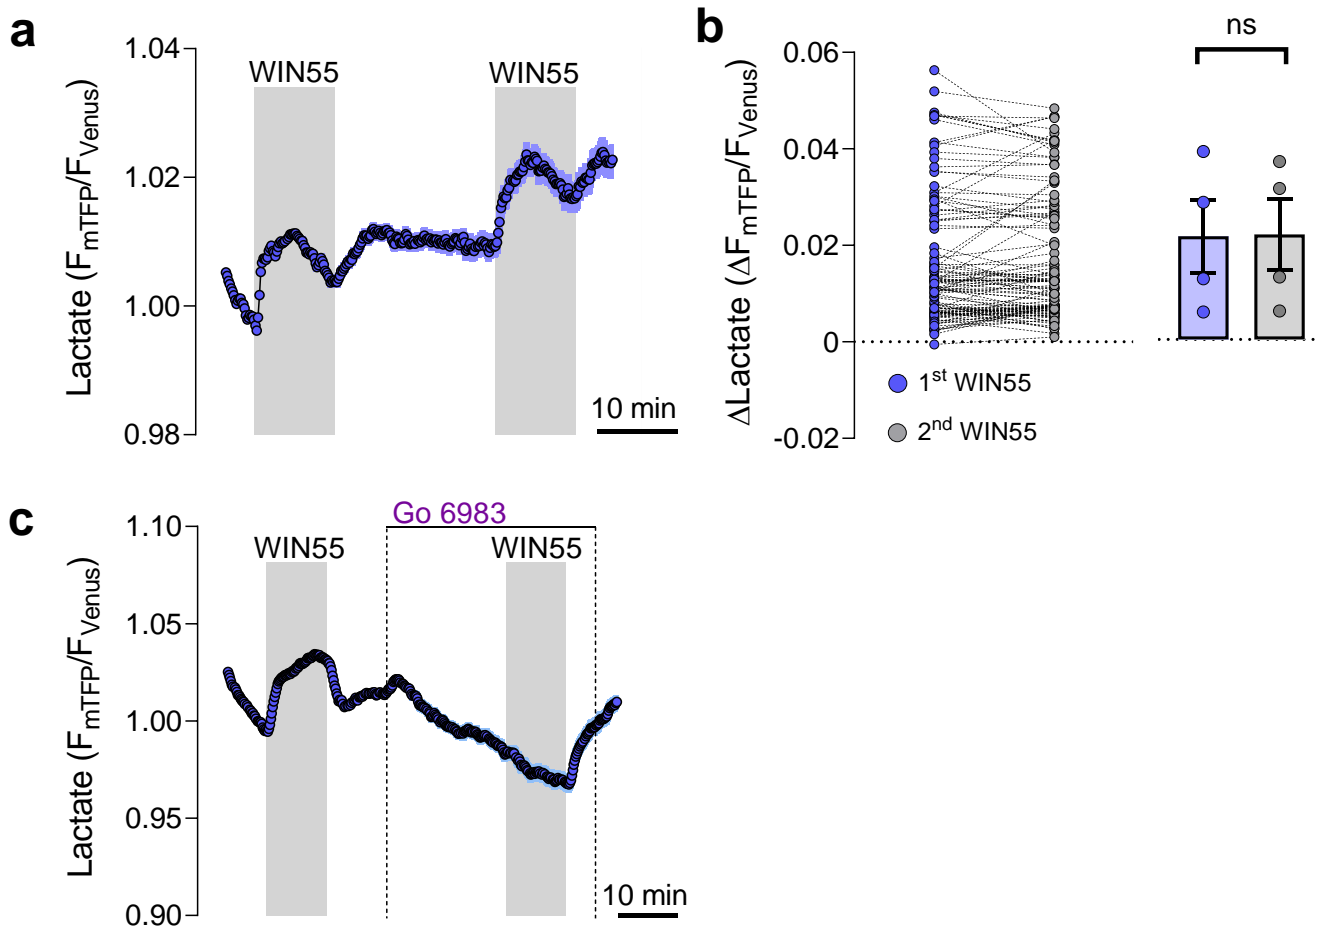 a
1.04
1.02
1.00
0.98
Lactate (FmTFP/FVenus)
WIN55
WIN55
10 min
b
0.06
0.04
0.02
0
-0.02
ΔLactate (ΔFmTFP/FVenus)
ns
1st WIN55
2nd WIN55
c
1.10
1.05
1.00
0.95
0.90
Lactate (FmTFP/FVenus)
Go 6983
WIN55
WIN55
10 min